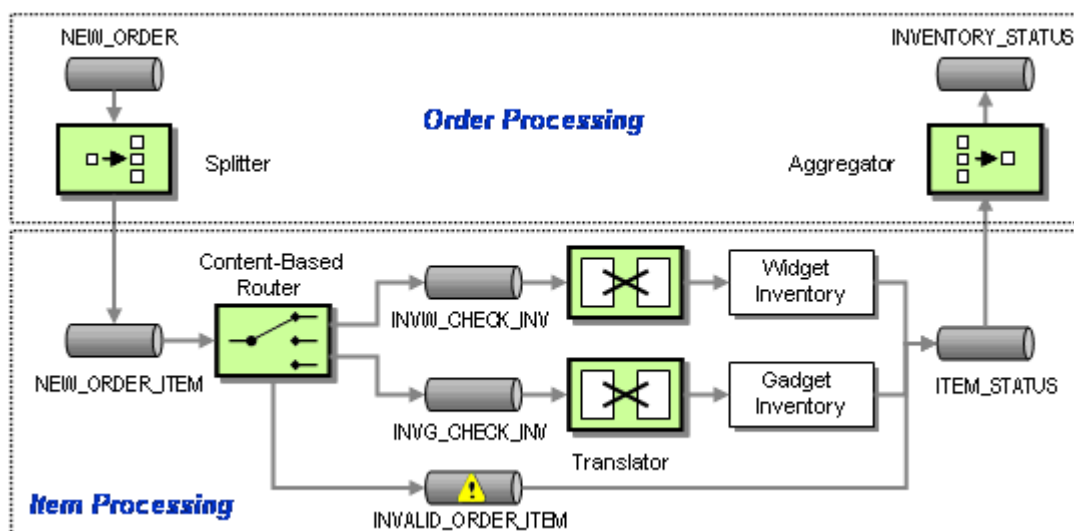 NEW_ORDER
INVENTORY_STATUS
Order Processing
Splitter
Aggregator
Content-Based
Router
Widget
Inventory
INVW_CHECK_INV
NEW_ORDER_ITEM
Gadget
Inventory
ITEM_STATUS
INVG_CHECK_INV
Translator
Item Processing
INVALID_ORDER_ITEM